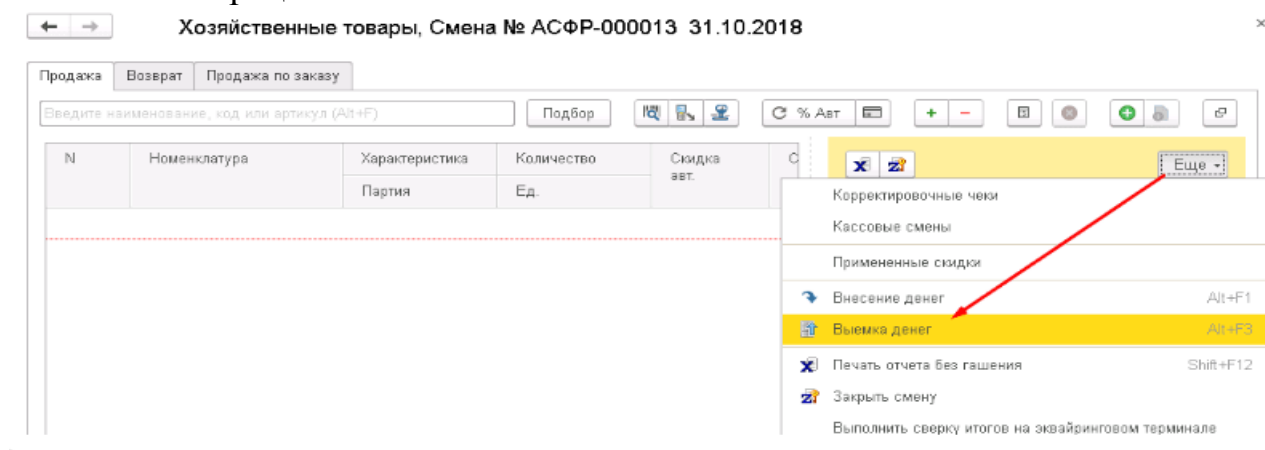 Хозяйственные товары, Смена № АСФР-000013 31.10.2018
Продажа Возврат Продажа по заказу
Введите наименование, код или артикул (Alt+F) Подбор % Авт
N Номенклатура Характеристика Количество Скидка авт. С
Партия Ед.
Еще
Корректировочные чеки
Кассовые смены
Примененные скидки
Внесение денег Alt+F1
Выемка денег Alt+F3
Печать отчета без гашения Shift+F12
Закрыть смену
Выполнить сверку итогов на эквайринговом терминале